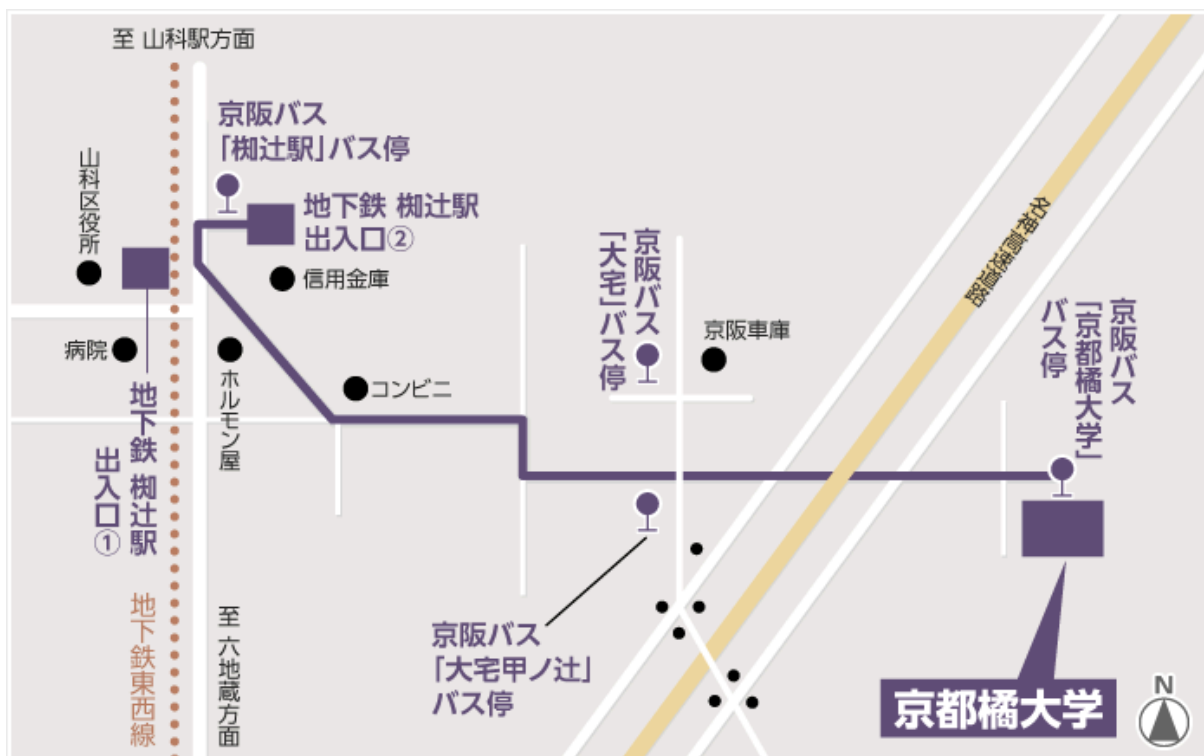 至 山科駅方面
京阪バス
「椥辻駅」バス停
山科区役所
地下鉄 椥辻駅
出入口②
信用金庫
京阪バス
「大宅」バス停
名神高速道路
京阪バス
「京都橘大学」
バス停
病院
ホルモン屋
コンビニ
京阪車庫
地下鉄 椥辻駅
出入口①
地下鉄東西線
至 六地蔵方面
京阪バス
「大宅甲ノ辻」
バス停
京都橘大学
N